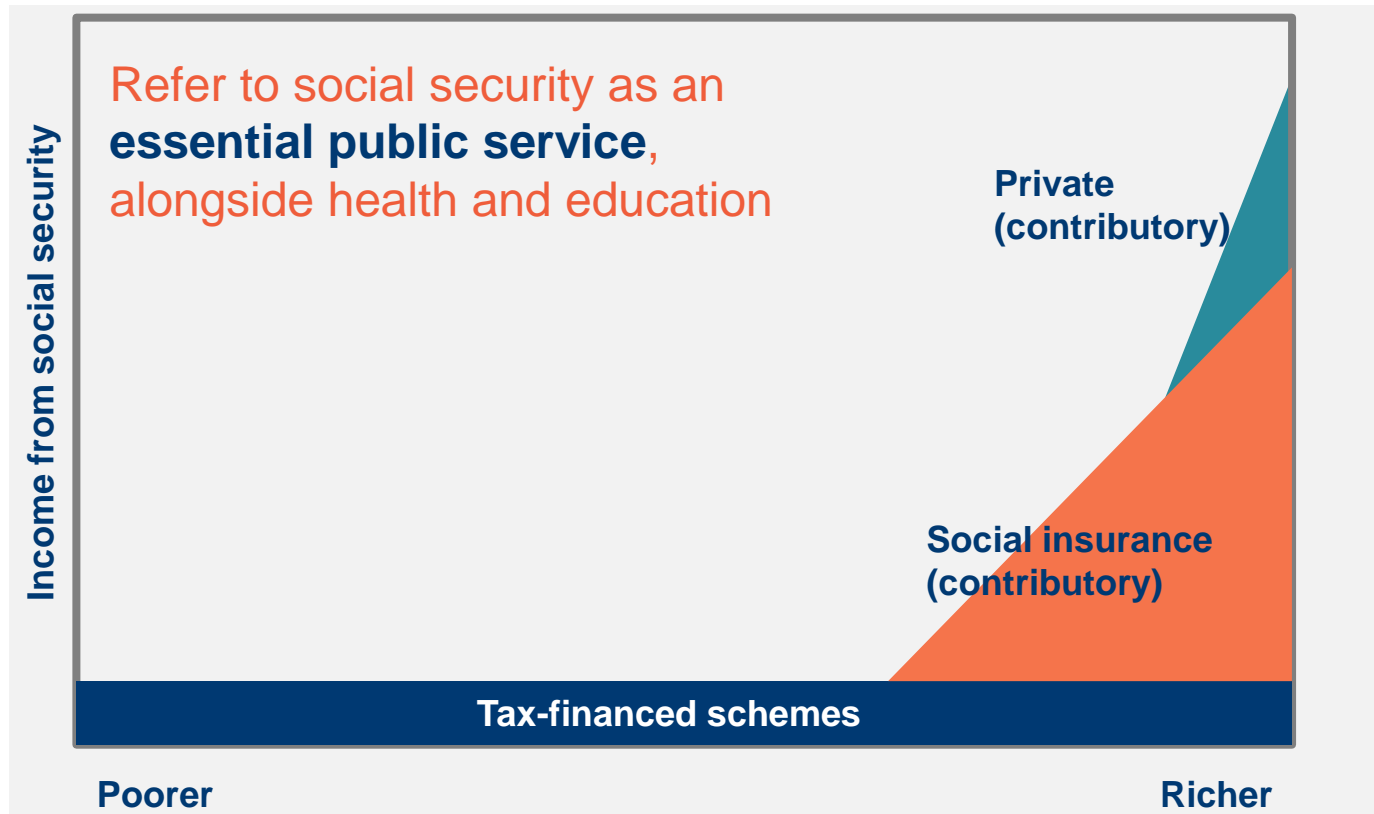 Refer to social security as an
essential public service,
alongside health and education
Income from social security
Private
(contributory)
Social insurance
(contributory)
Tax-financed schemes
Poorer
Richer